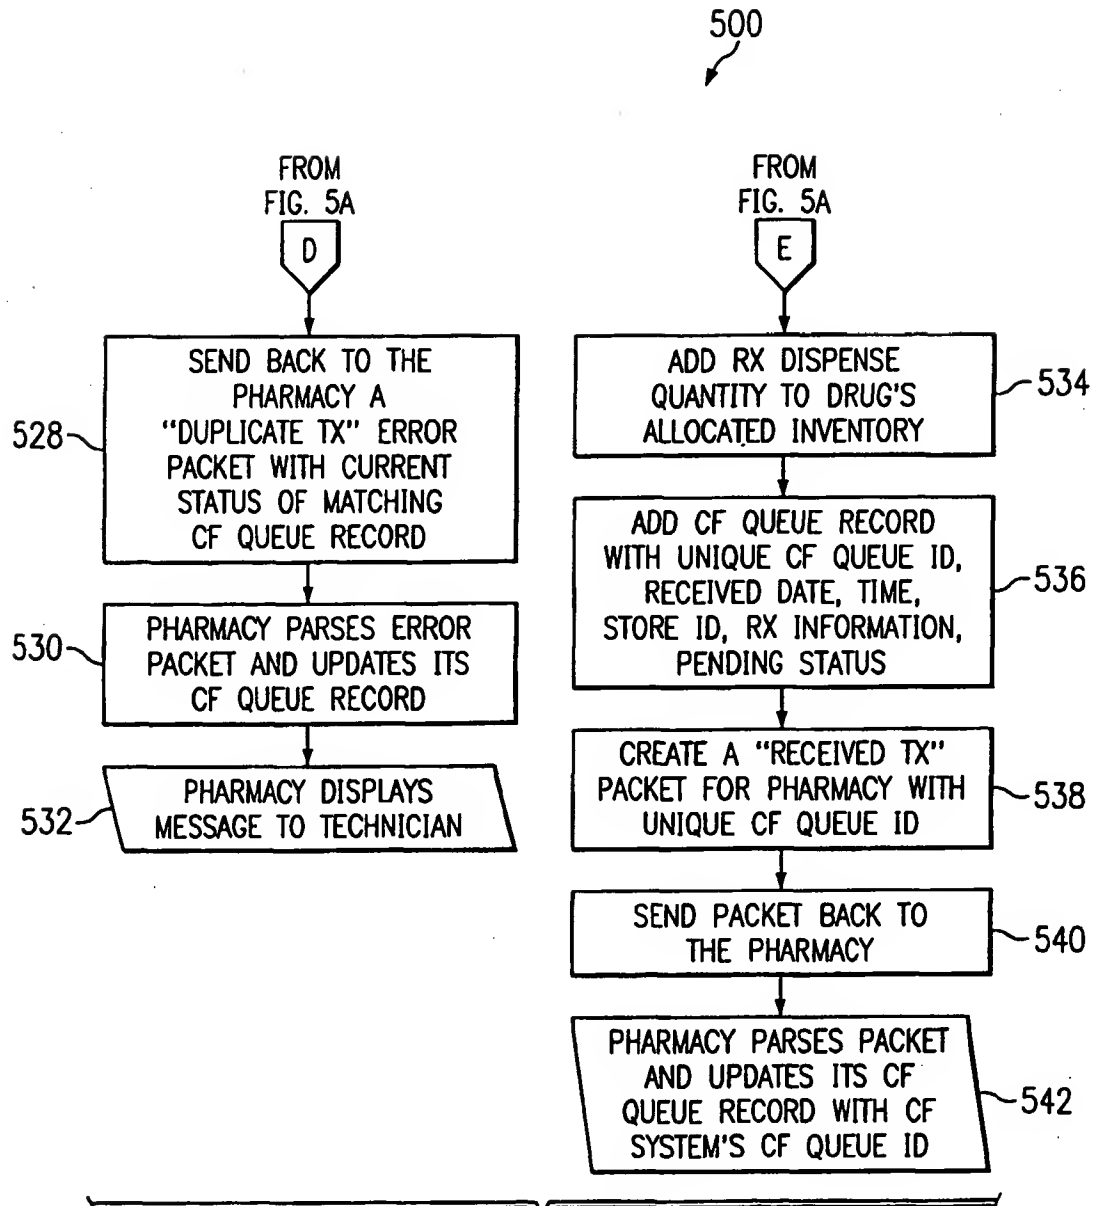 500
FROM
FIG. 5A
D
528
SEND BACK TO THE
PHARMACY A
"DUPLICATE TX" ERROR
PACKET WITH CURRENT
STATUS OF MATCHING
CF QUEUE RECORD
530
PHARMACY PARSES ERROR
PACKET AND UPDATES ITS
CF QUEUE RECORD
532
PHARMACY DISPLAYS
MESSAGE TO TECHNICIAN
FROM
FIG. 5A
E
ADD RX DISPENSE
QUANTITY TO DRUG'S
ALLOCATED INVENTORY
534
ADD CF QUEUE RECORD
WITH UNIQUE CF QUEUE ID,
RECEIVED DATE, TIME,
STORE ID, RX INFORMATION,
PENDING STATUS
536
CREATE A "RECEIVED TX"
PACKET FOR PHARMACY WITH
UNIQUE CF QUEUE ID
538
SEND PACKET BACK TO
THE PHARMACY
540
PHARMACY PARSES PACKET
AND UPDATES ITS CF
QUEUE RECORD WITH CF
SYSTEM'S CF QUEUE ID
542